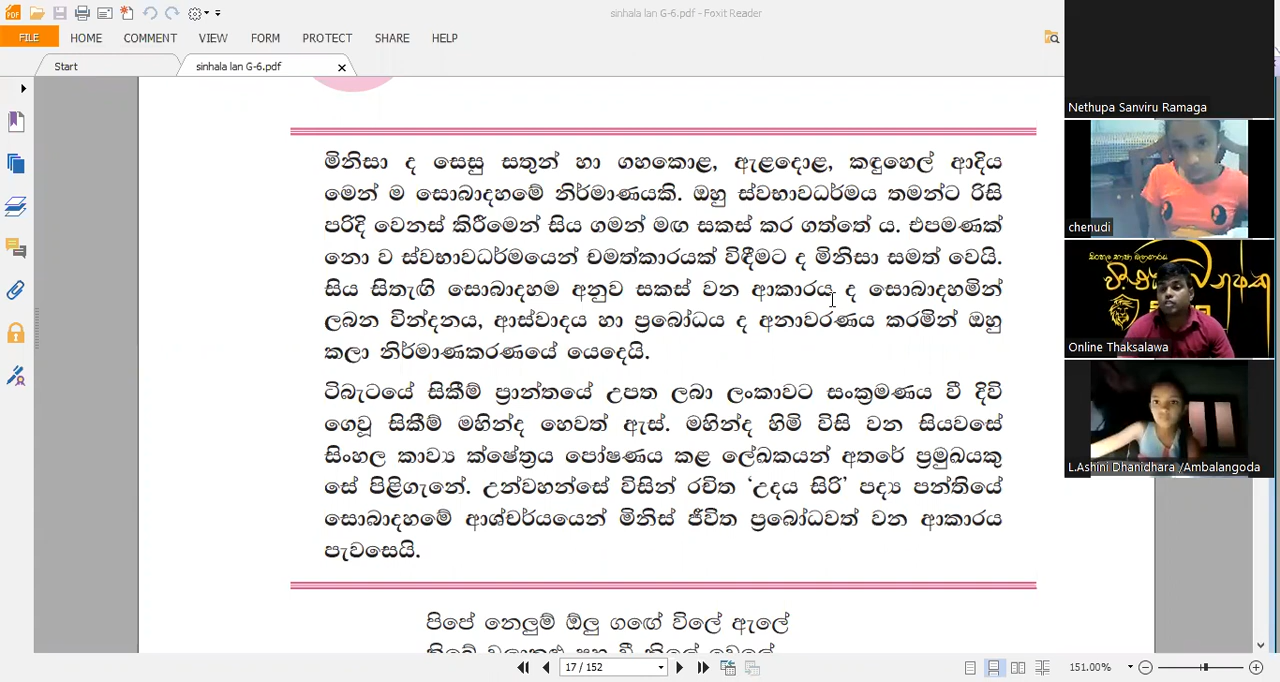 sinhala lan G-6.pdf - Foxit Reader
FILE HOME COMMENT VIEW FORM PROTECT SHARE HELP
Start sinhala lan G-6.pdf
මිනිසා ද සෙසු සතුන් හා ගහකොළ, ඇළදොළ, කඳුහෙල් ආදිය
මෙන් ම සොබාදහමේ නිර්මාණයකි. ඔහු ස්වභාවධර්මය තමන්ට රිසි
පරිදි වෙනස් කිරීමෙන් සිය ගමන් මඟ සකස් කර ගත්තේ ය. එපමණක්
නො ව ස්වභාවධර්මයෙන් චමත්කාරයක් විඳීමට ද මිනිසා සමත් වෙයි.
සිය සිතැඟි සොබාදහම අනුව සකස් වන ආකාරය ද සොබාදහමින්
ලබන වින්දනය, ආස්වාදය හා ප්‍රබෝධය ද අනාවරණය කරමින් ඔහු
කලා නිර්මාණකරණයේ යෙදෙයි.
ටිබැටයේ සිකීම් ප්‍රාන්තයේ උපත ලබා ලංකාවට සංක්‍රමණය වී දිවි
ගෙවූ සිකීම් මහින්ද හෙවත් ඇස්. මහින්ද හිමි විසි වන සියවසේ
සිංහල කාව්‍ය ක්ෂේත්‍රය පෝෂණය කළ ලේඛකයන් අතරේ ප්‍රමුඛයකු
සේ පිළිගැනේ. උන්වහන්සේ විසින් රචිත ‘උදය සිරි’ පද්‍ය පන්තියේ
සොබාදහමේ ආශ්චර්යයෙන් මිනිස් ජීවිත ප්‍රබෝධවත් වන ආකාරය
පැවසෙයි.
පිපේ නෙලුම් ඕලු ගඟේ විලේ ඇලේ
17 / 152
151.00%
Nethupa Sanviru Ramaga
chenudi
Online Thaksalawa
L.Ashini Dhanidhara /Ambalangoda